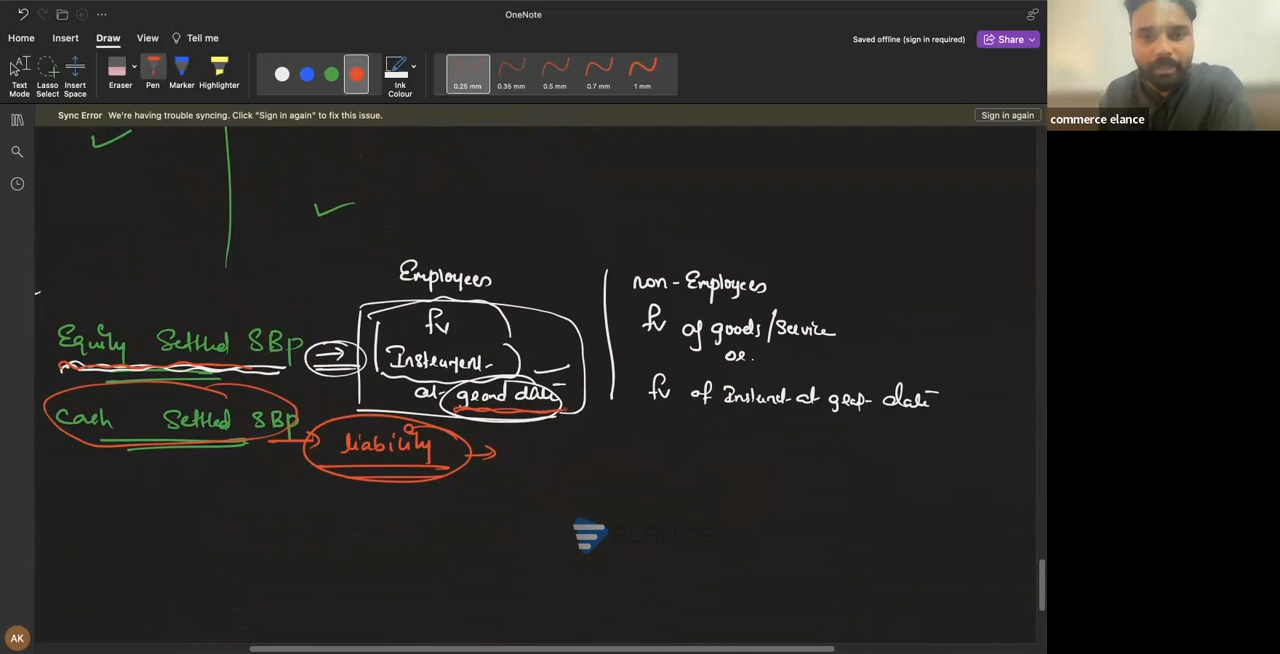 OneNote
Home Insert Draw View Tell me
Saved offline (sign in required) Share
Text Mode Lasso Select Insert Space Eraser Pen Marker Highlighter Ink Colour 0.25 mm 0.35 mm 0.5 mm 0.7 mm 1 mm
Sync Error We're having trouble syncing. Click "Sign in again" to fix this issue. Sign in again
commerce elance
Employees
non-Employees
fv
fv of goods/Service
Equity Settled SBP
Instrument
or
at grand date
fv of at date
Cash Settled SBP
liability
ELANCE
AK